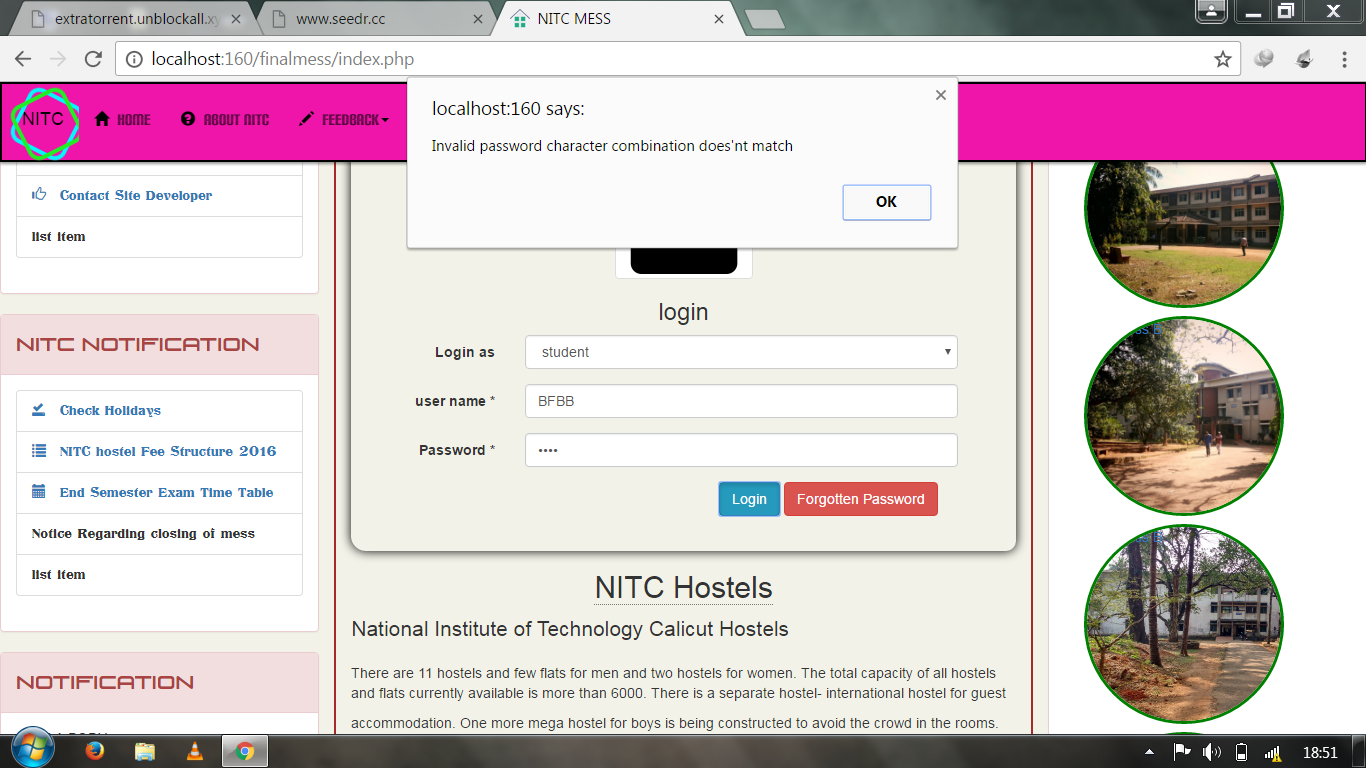 extratorrent.unblockall.xy
www.seedr.cc
NITC MESS
localhost:160/finalmess/index.php
NITC
HOME
ABOUT NITC
FEEDBACK
localhost:160 says:
Invalid password character combination does'nt match
OK
Contact Site Developer
list item
NITC NOTIFICATION
Check Holidays
NITC hostel Fee Structure 2016
End Semester Exam Time Table
Notice Regarding closing of mess
list item
NOTIFICATION
login
Login as
student
user name *
BFBB
Password *
••••
Login
Forgotten Password
NITC Hostels
National Institute of Technology Calicut Hostels
There are 11 hostels and few flats for men and two hostels for women. The total capacity of all hostels
and flats currently available is more than 6000. There is a separate hostel- international hostel for guest
accommodation. One more mega hostel for boys is being constructed to avoid the crowd in the rooms.
18:51